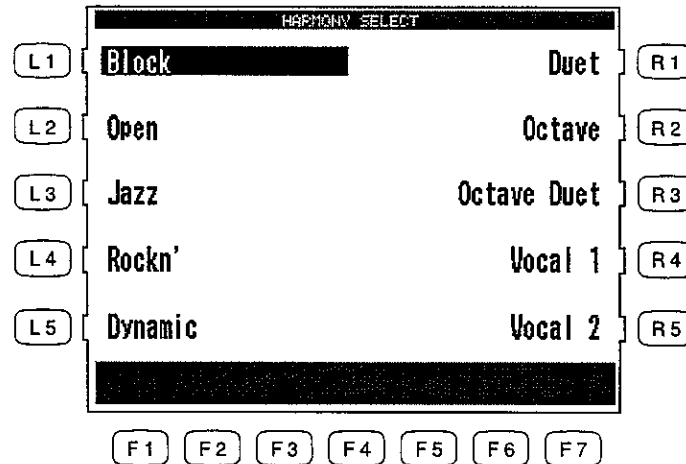 HARMONY SELECT
L1 Block Duet R1
L2 Open Octave R2
L3 Jazz Octave Duet R3
L4 Rockn' Vocal 1 R4
L5 Dynamic Vocal 2 R5
F1 F2 F3 F4 F5 F6 F7